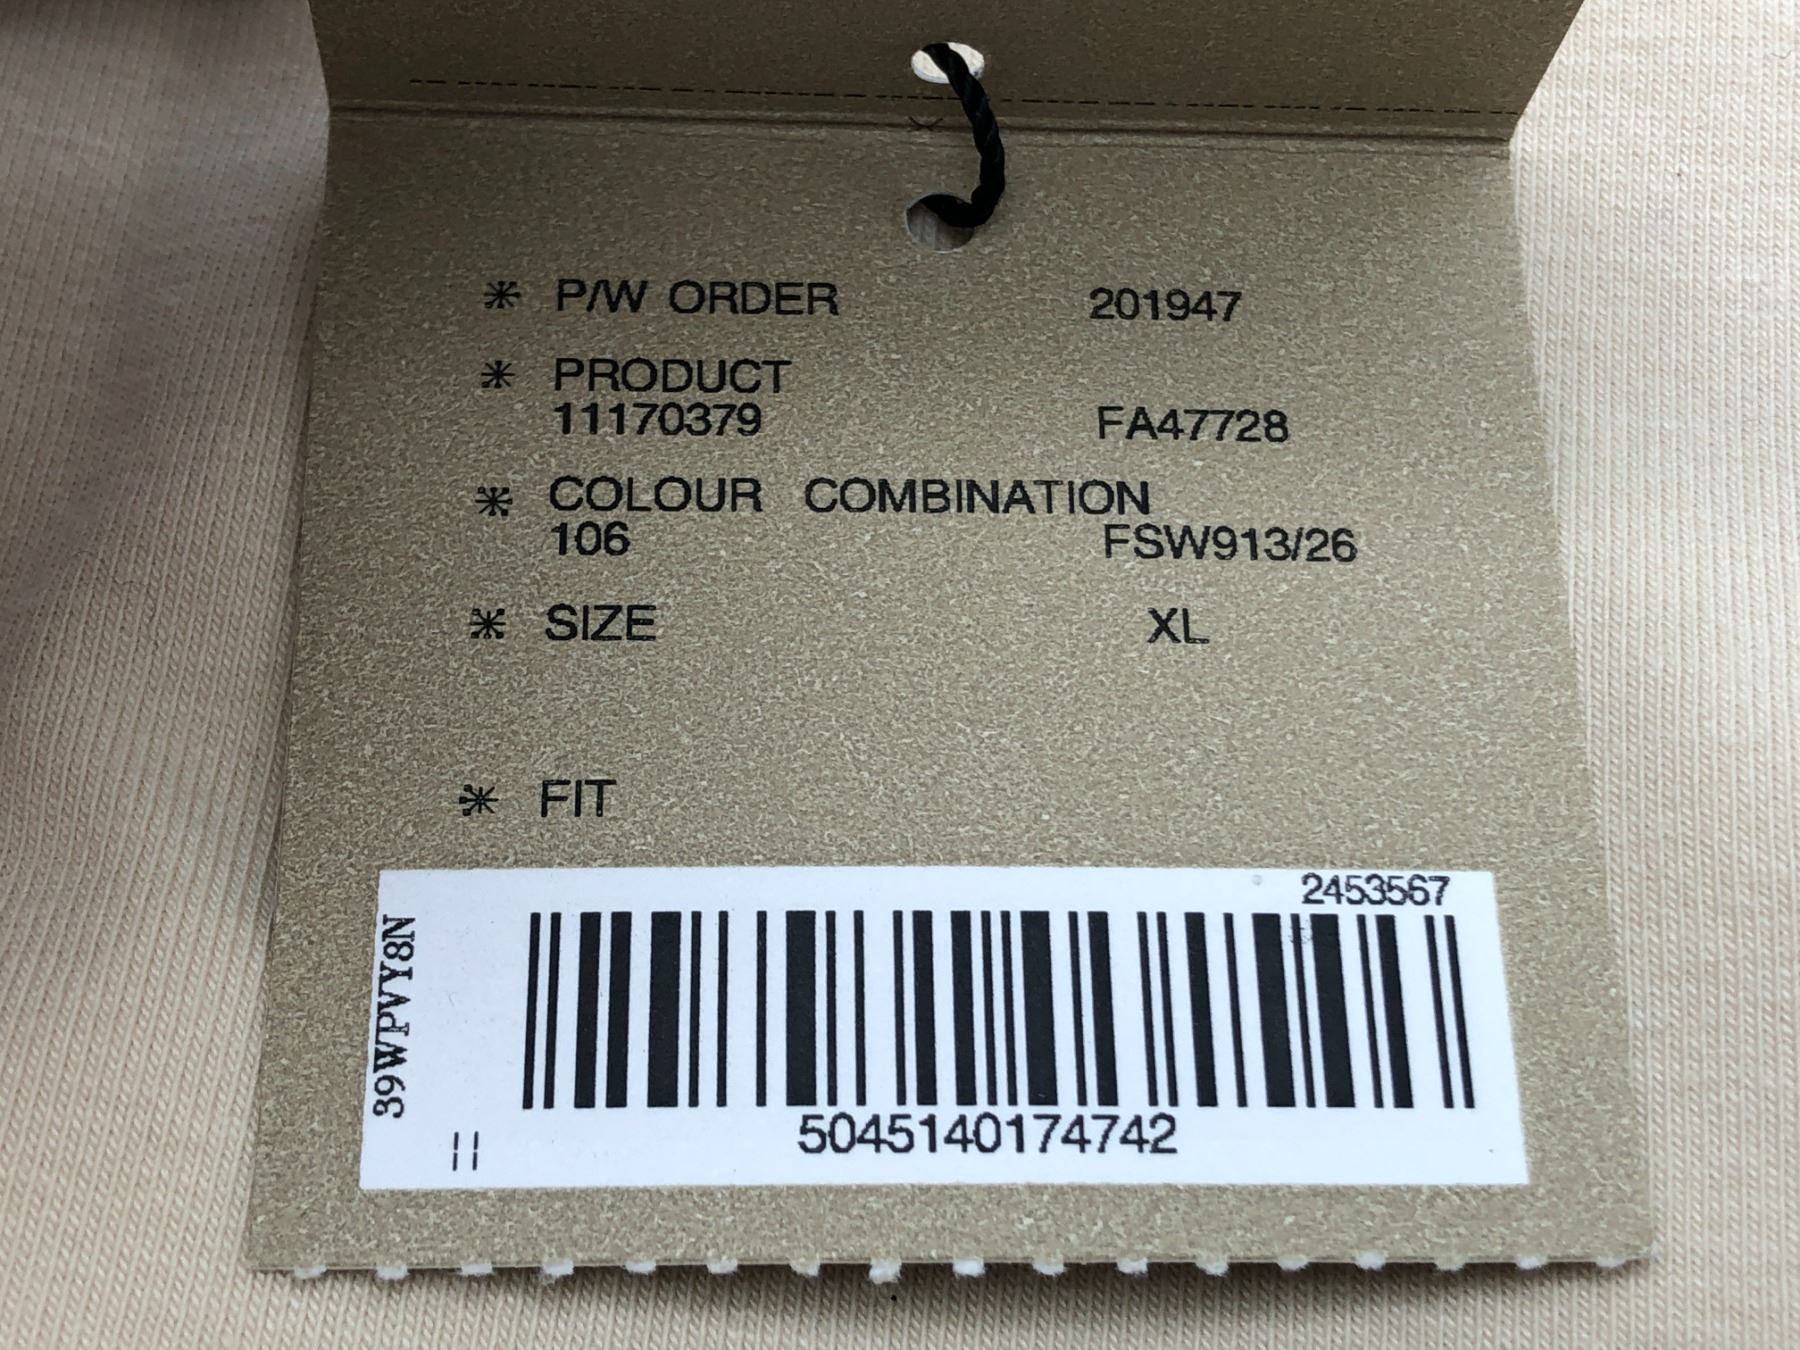 * P/W ORDER 201947
* PRODUCT
11170379 FA47728
* COLOUR COMBINATION
106 FSW913/26
* SIZE XL
* FIT
2453567
39WPVY8N
5045140174742